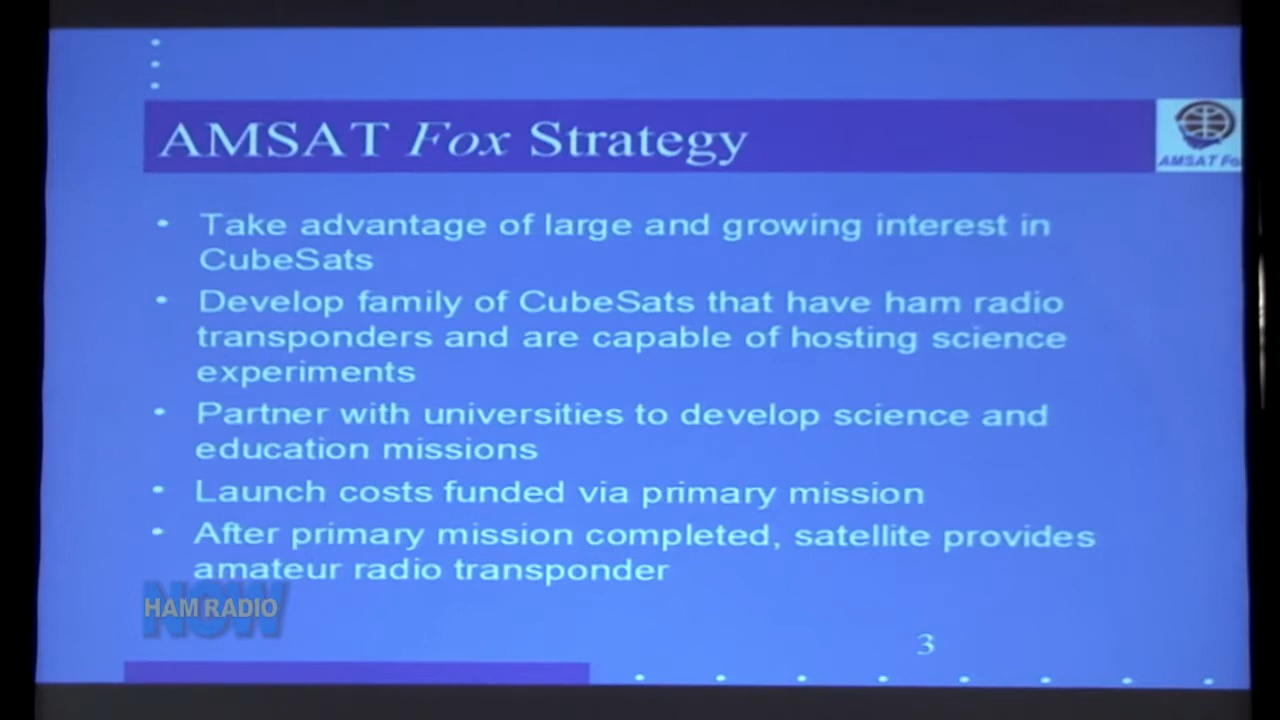 AMSAT Fox Strategy
AMSAT Fo
• Take advantage of large and growing interest in
CubeSats
• Develop family of CubeSats that have ham radio
transponders and are capable of hosting science
experiments
• Partner with universities to develop science and
education missions
• Launch costs funded via primary mission
• After primary mission completed, satellite provides
amateur radio transponder
HAM RADIO
NOW
3